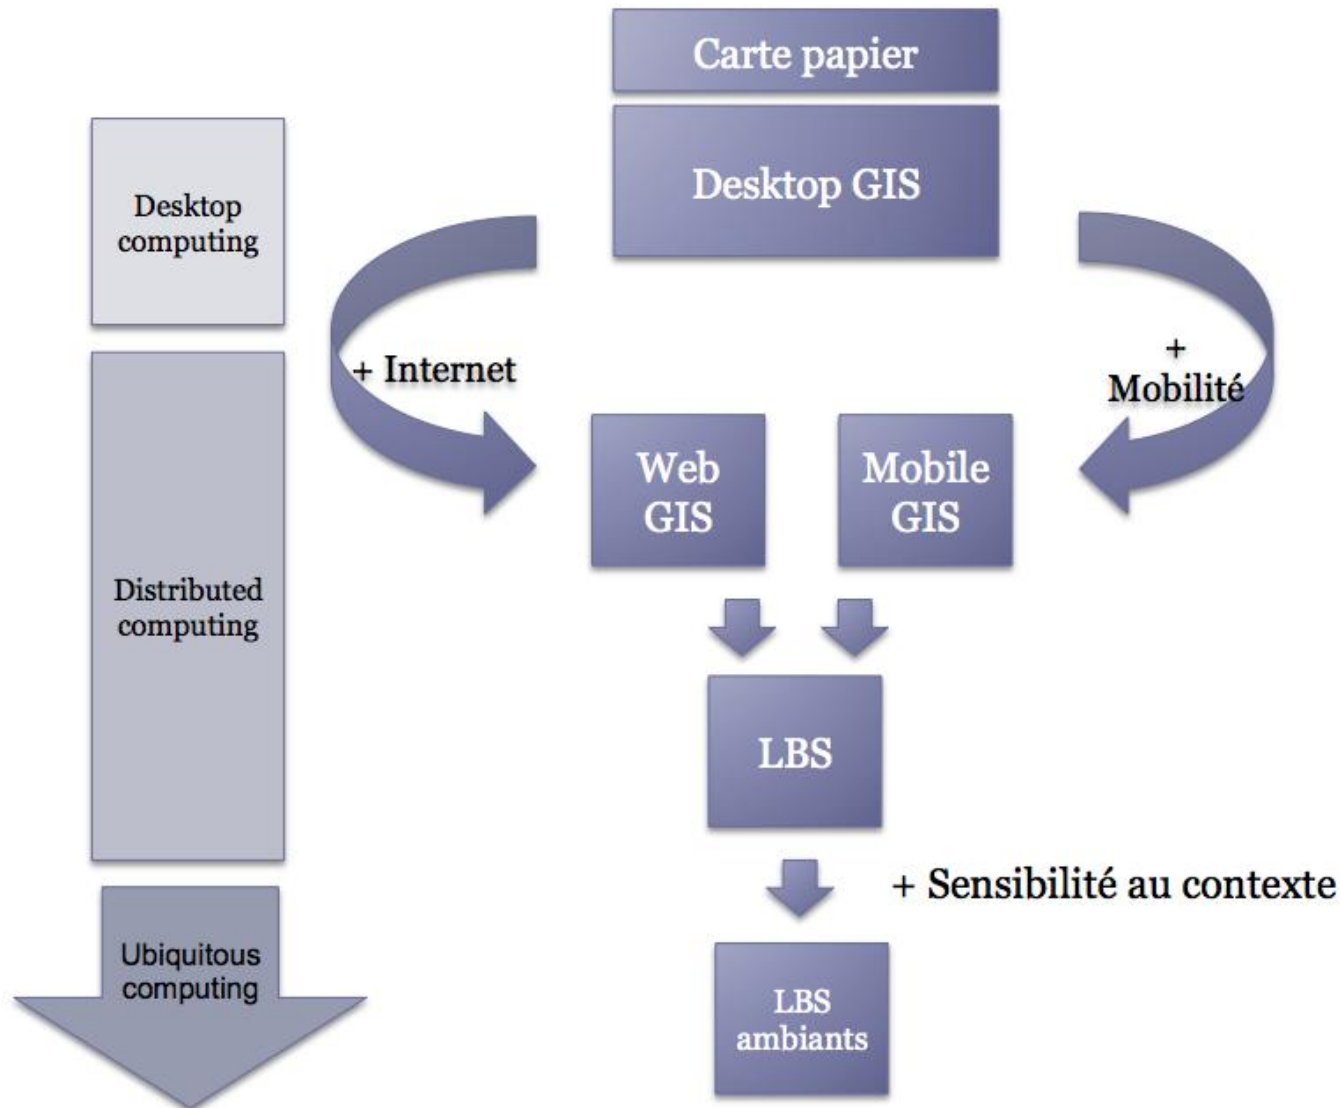 Carte papier
Desktop GIS
Desktop
computing
+ Internet
+
Mobilité
Web
GIS
Mobile
GIS
Distributed
computing
LBS
+ Sensibilité au contexte
Ubiquitous
computing
LBS
ambiants